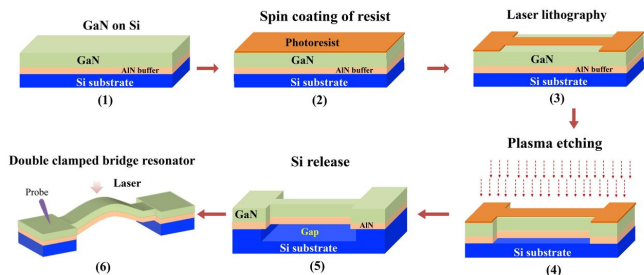 GaN on Si
GaN
AlN buffer
Si substrate
(1)
Spin coating of resist
Photoresist
GaN
AlN buffer
Si substrate
(2)
Laser lithography
GaN
AlN buffer
Si substrate
(3)
Plasma etching
Si substrate
(4)
Si release
GaN
AlN
Gap
Si substrate
(5)
Double clamped bridge resonator
Laser
Probe
(6)